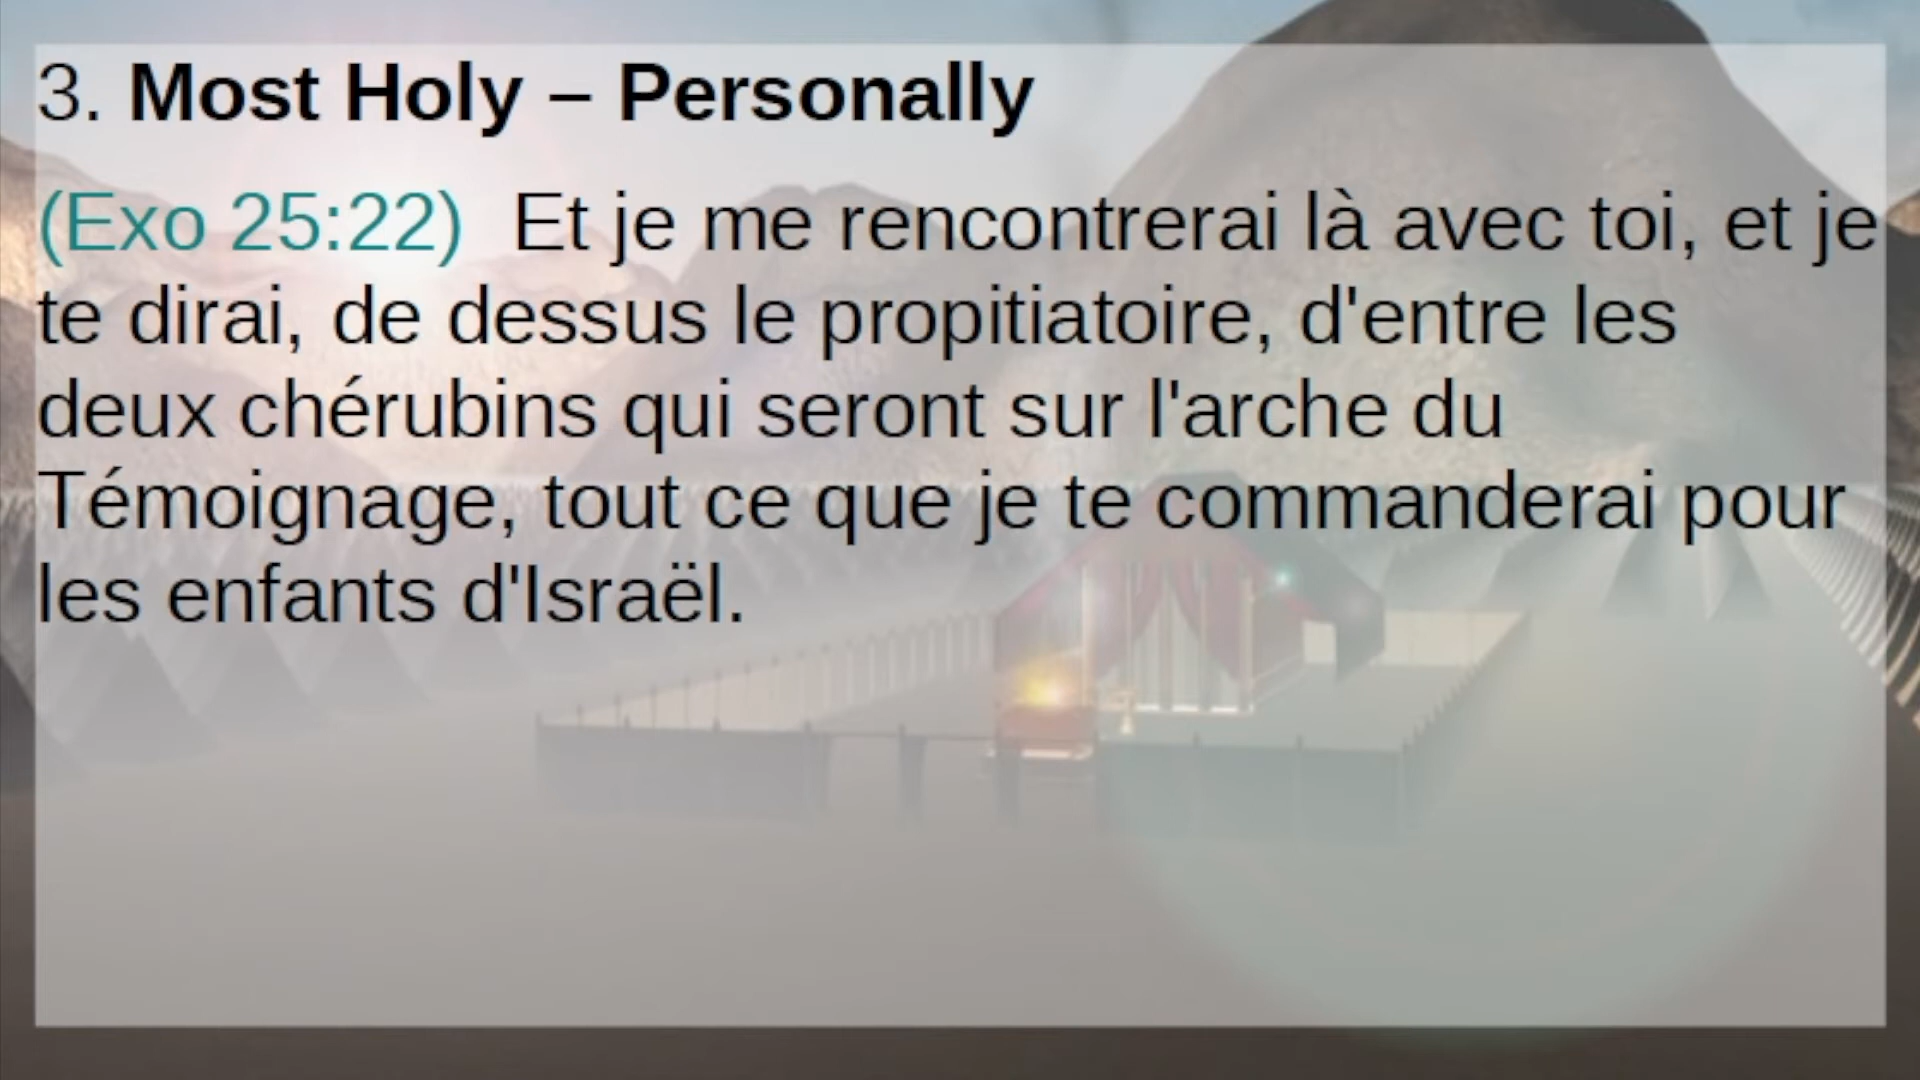 3. Most Holy – Personally
(Exo 25:22)  Et je me rencontrerai là avec toi, et je
te dirai, de dessus le propitiatoire, d'entre les
deux chérubins qui seront sur l'arche du
Témoignage, tout ce que je te commanderai pour
les enfants d'Israël.